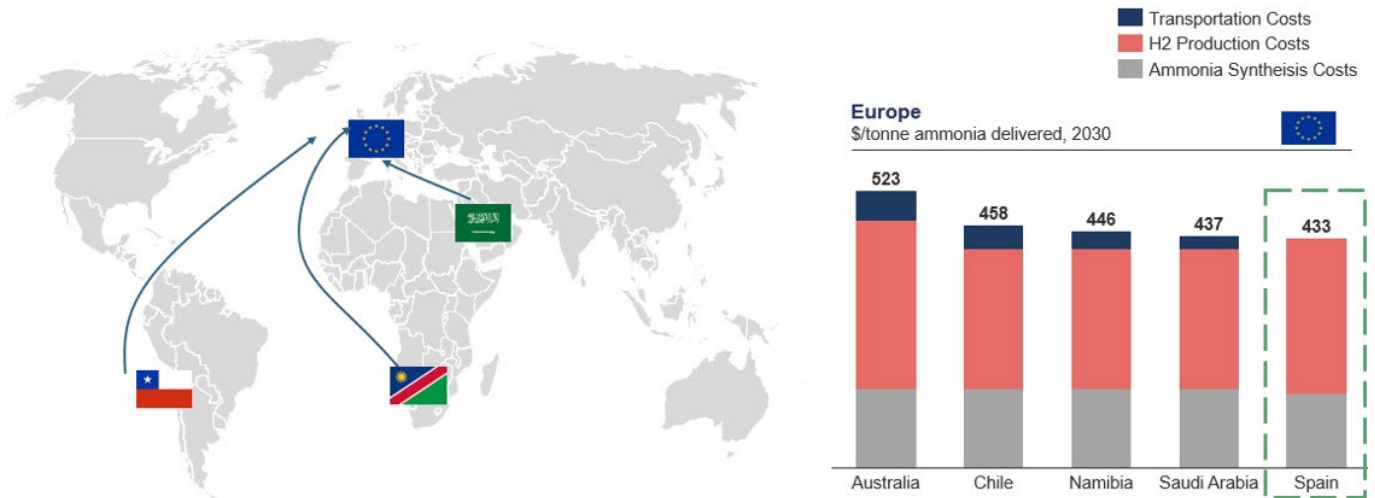 Transportation Costs
H2 Production Costs
Ammonia Syntheisis Costs
Europe
$/tonne ammonia delivered, 2030
523
458
446
437
433
Australia
Chile
Namibia
Saudi Arabia
Spain